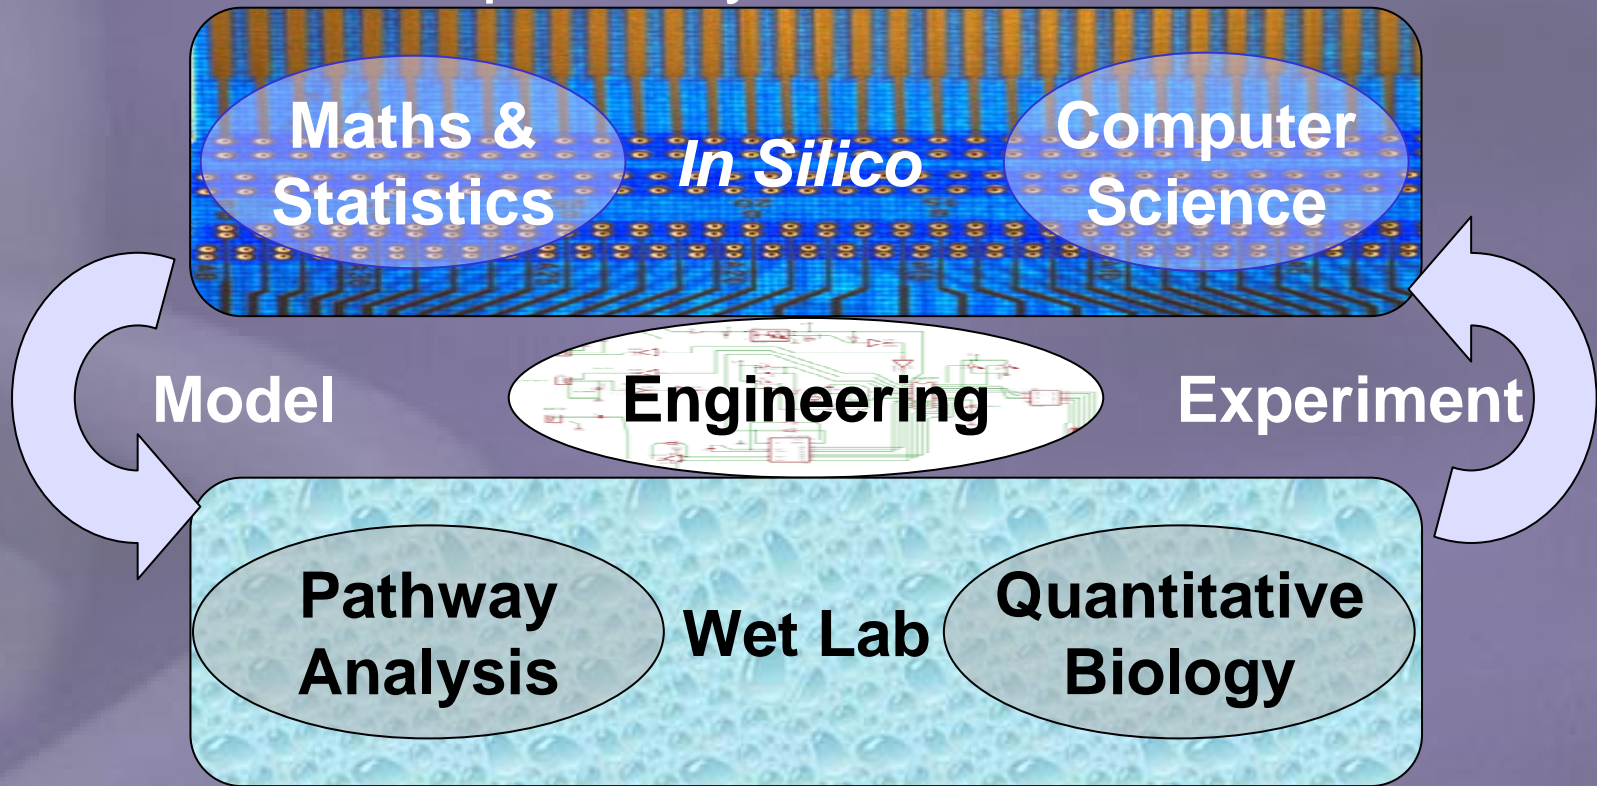 Maths &
Statistics
In Silico
Computer
Science
Model
Engineering
Experiment
Pathway
Analysis
Wet Lab
Quantitative
Biology